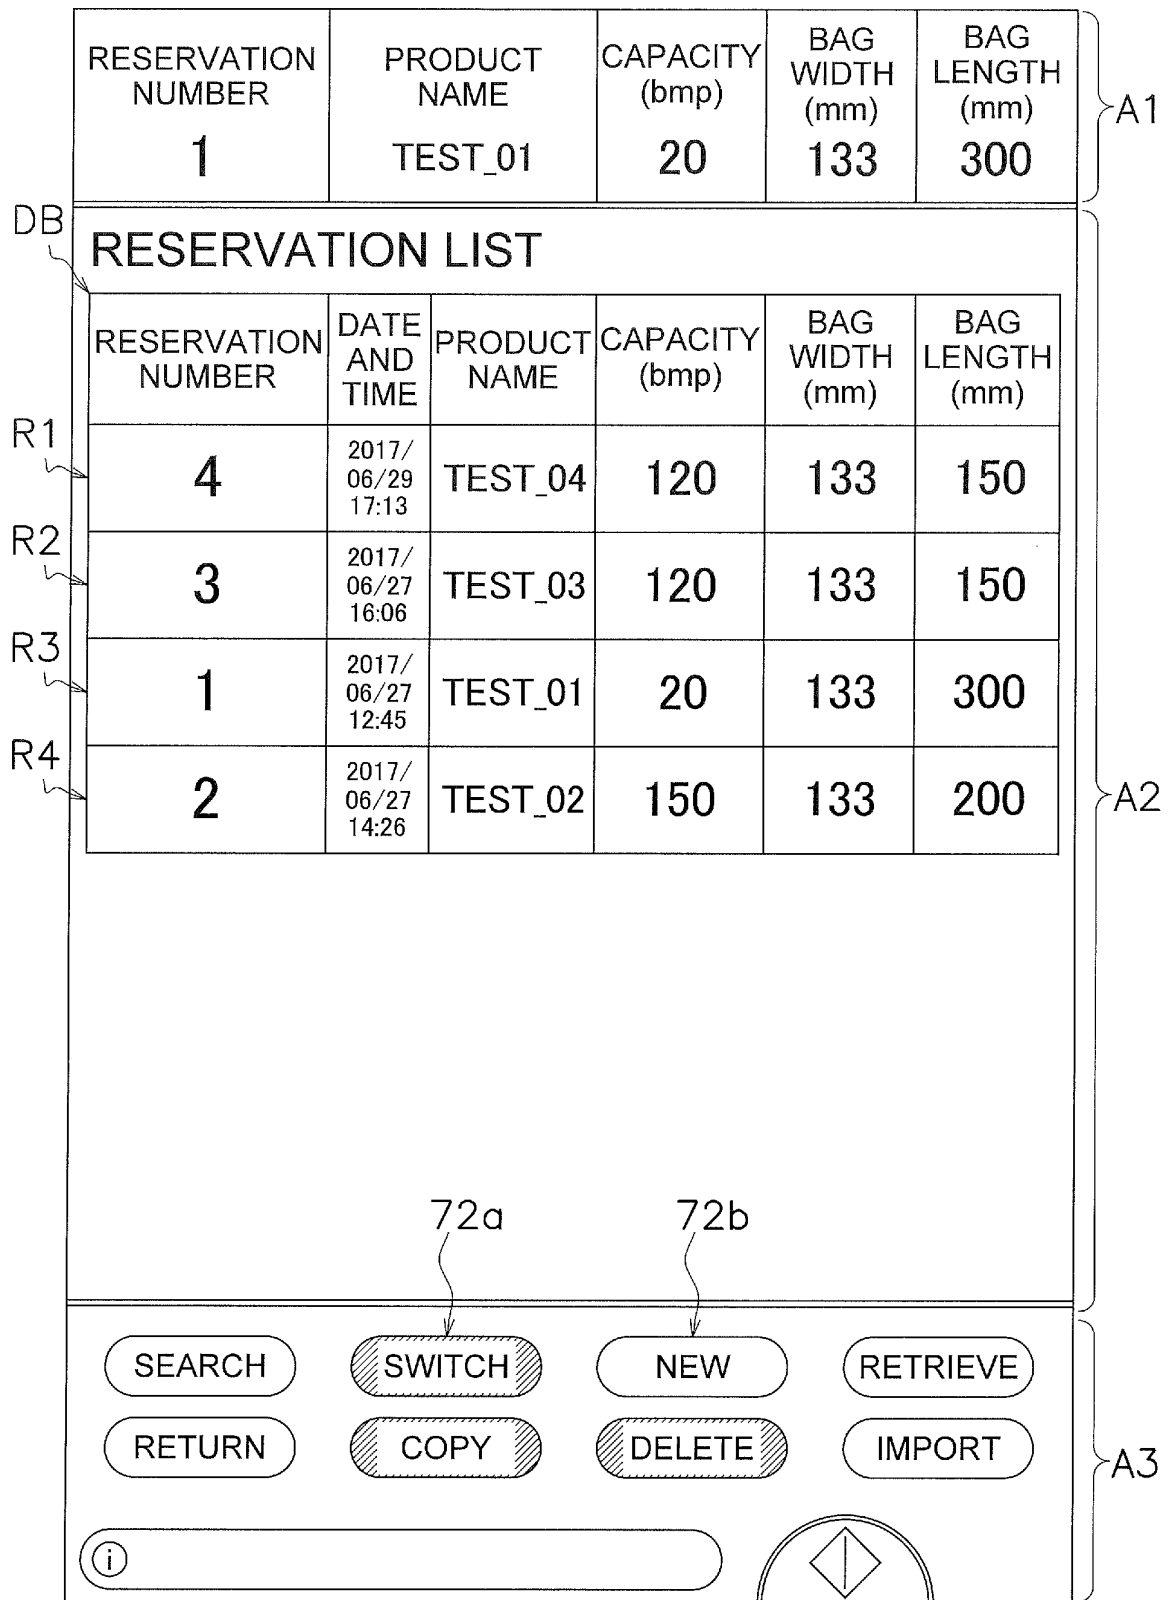 RESERVATION
NUMBER
1
PRODUCT
NAME
TEST_01
CAPACITY
(bmp)
20
BAG
WIDTH
(mm)
133
BAG
LENGTH
(mm)
300
A1
DB
RESERVATION LIST
RESERVATION
NUMBER
DATE
AND
TIME
PRODUCT
NAME
CAPACITY
(bmp)
BAG
WIDTH
(mm)
BAG
LENGTH
(mm)
R1
4
2017/
06/29
17:13
TEST_04
120
133
150
R2
3
2017/
06/27
16:06
TEST_03
120
133
150
R3
1
2017/
06/27
12:45
TEST_01
20
133
300
R4
2
2017/
06/27
14:26
TEST_02
150
133
200
A2
72a
72b
SEARCH
SWITCH
NEW
RETRIEVE
RETURN
COPY
DELETE
IMPORT
A3
i